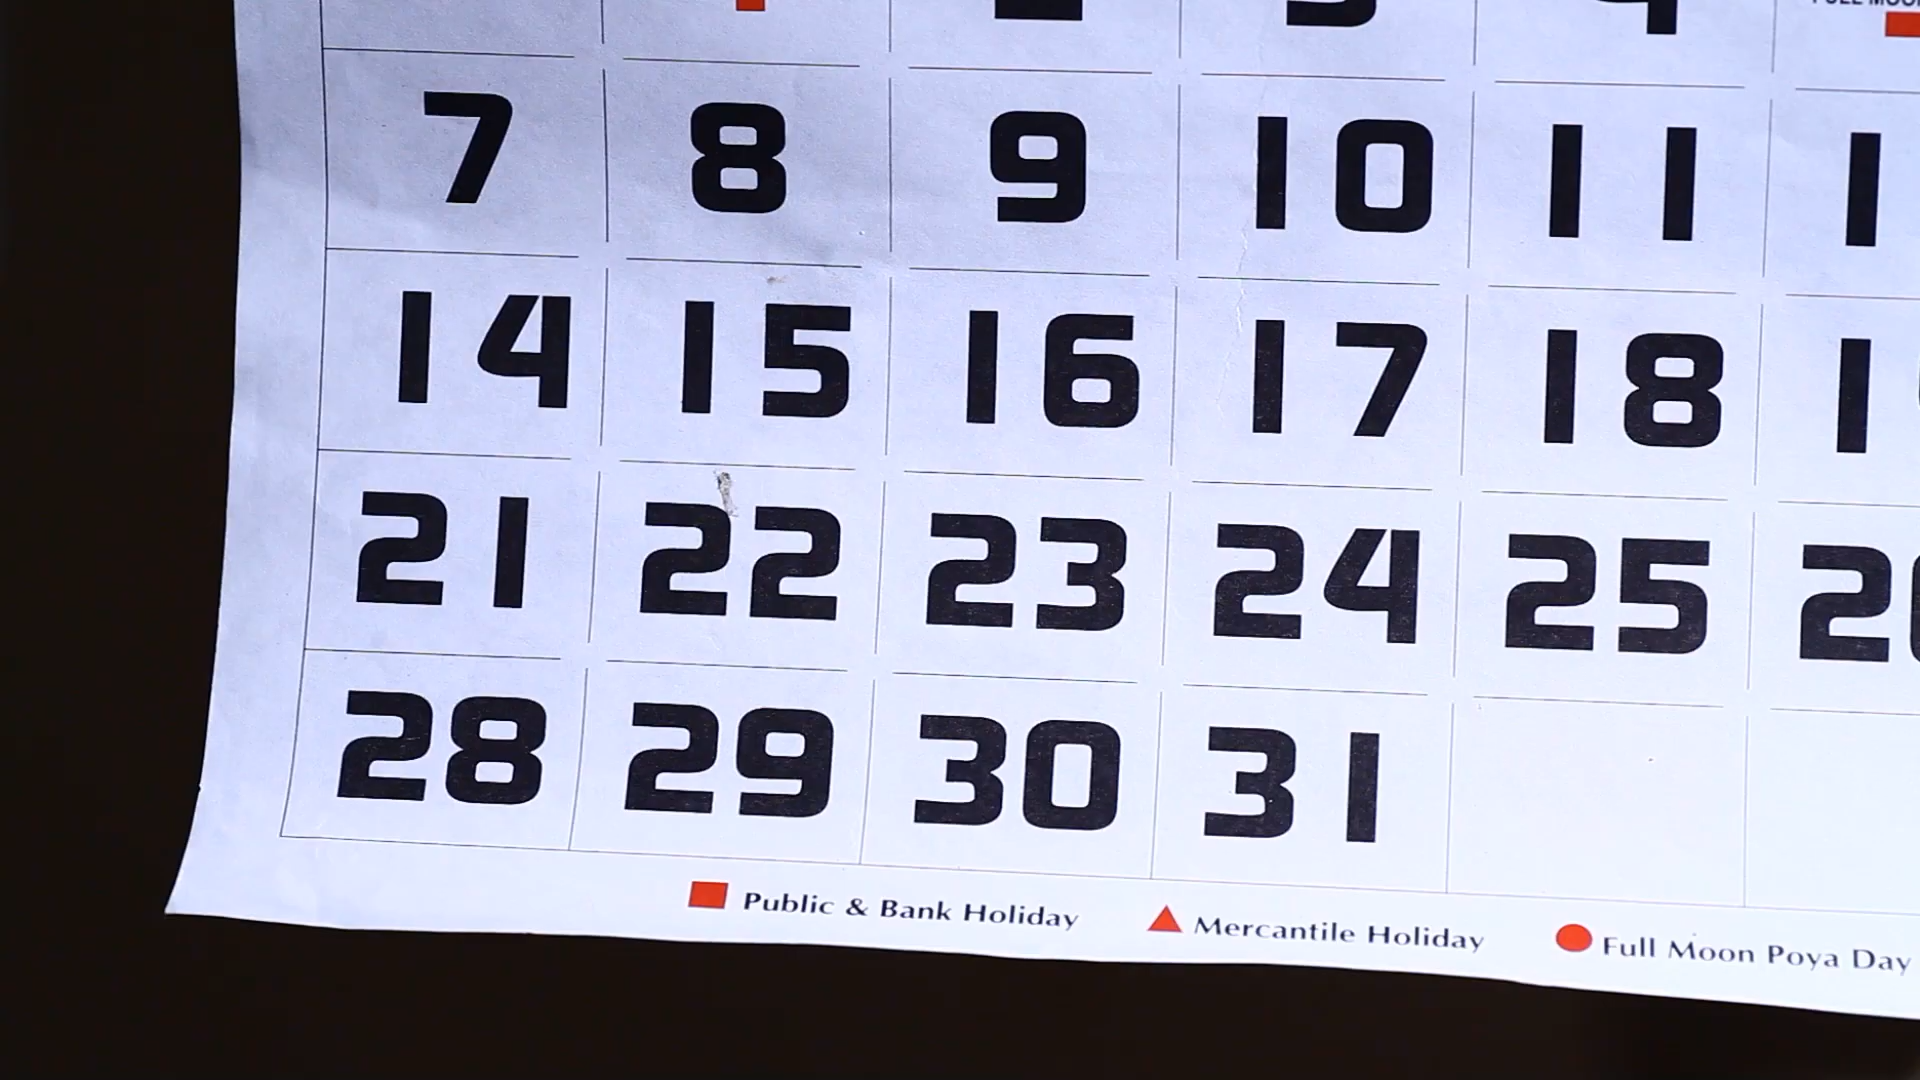 7 8 9 10 11
14 15 16 17 18
21 22 23 24 25
28 29 30 31
Public & Bank Holiday Mercantile Holiday Full Moon Poya Day